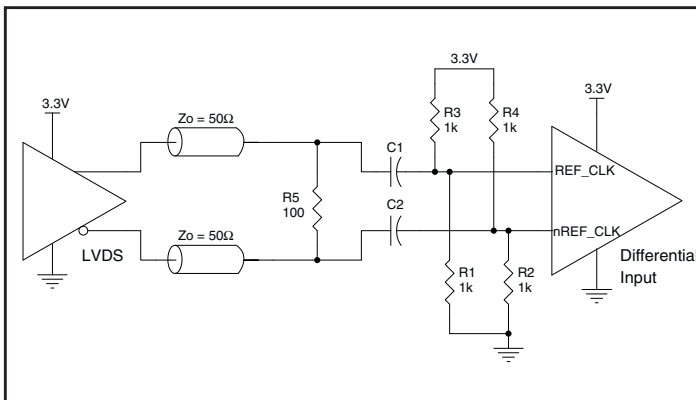 3.3V
3.3V
3.3V
Zo = 50Ω
R3
1k
R4
1k
C1
REF_CLK
R5
100
C2
nREF_CLK
LVDS
Zo = 50Ω
Differential
Input
R1
1k
R2
1k